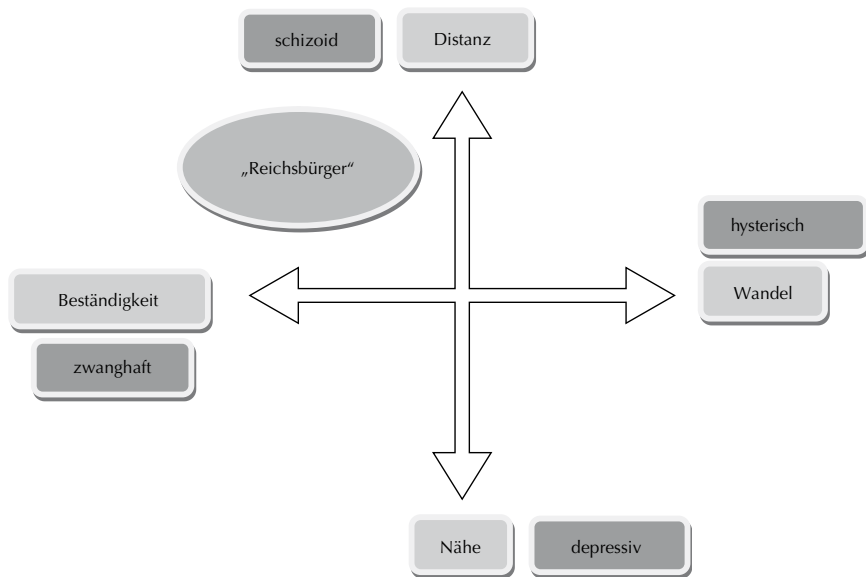 schizoid
Distanz
„Reichsbürger“
hysterisch
Beständigkeit
Wandel
zwanghaft
Nähe
depressiv